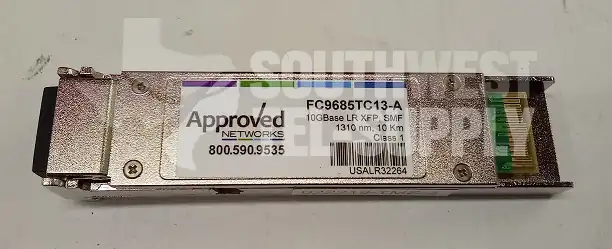 SOUTHWEST
SUPPLY
Approved
NETWORKS
800.590.9535
FC9685TC13-A
10GBase LR XFP, SMF
1310 nm, 10 Km
Class 1
USALR32264